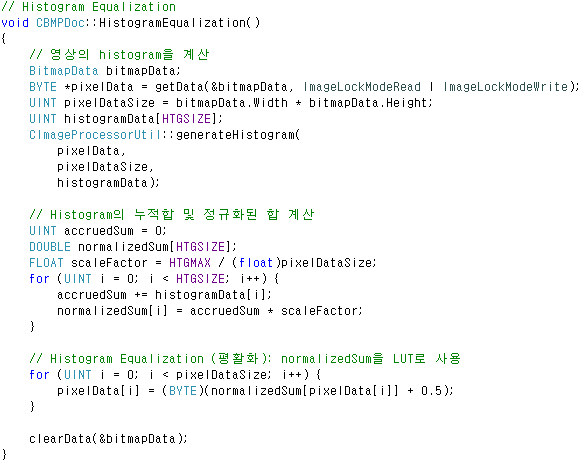 // Histogram Equalization
void CBMPDoc::HistogramEqualization()
{
    // 영상의 histogram을 계산
    BitmapData bitmapData;
    BYTE *pixelData = getData(&bitmapData, ImageLockModeRead | ImageLockModeWrite);
    UINT pixelDataSize = bitmapData.Width * bitmapData.Height;
    UINT histogramData[HTGSIZE];
    CImageProcessorUtil::generateHistogram(
        pixelData,
        pixelDataSize,
        histogramData);

    // Histogram의 누적합 및 정규화된 합 계산
    UINT accruedSum = 0;
    DOUBLE normalizedSum[HTGSIZE];
    FLOAT scaleFactor = HTGMAX / (float)pixelDataSize;
    for (UINT i = 0; i < HTGSIZE; i++) {
        accruedSum += histogramData[i];
        normalizedSum[i] = accruedSum * scaleFactor;
    }

    // Histogram Equalization (평활화): normalizedSum을 LUT로 사용
    for (UINT i = 0; i < pixelDataSize; i++) {
        pixelData[i] = (BYTE)(normalizedSum[pixelData[i]] + 0.5);
    }

    clearData(&bitmapData);
}